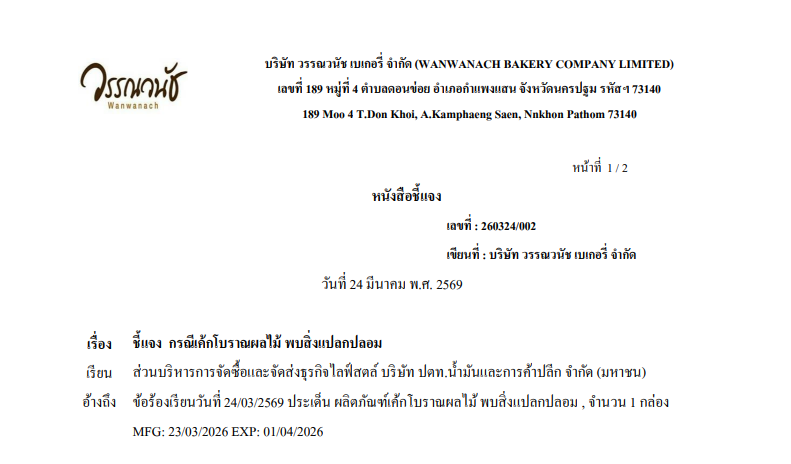 วรรณวนัช
Wanwanach
บริษัท วรรณวนัช เบเกอรี่ จำกัด (WANWANACH BAKERY COMPANY LIMITED)
เลขที่ 189 หมู่ที่ 4 ตำบลดอนข่อย อำเภอกำแพงแสน จังหวัดนครปฐม รหัสฯ 73140
189 Moo 4 T.Don Khoi, A.Kamphaeng Saen, Nnkhon Pathom 73140
หน้าที่ 1 / 2
หนังสือชี้แจง
เลขที่ : 260324/002
เขียนที่ : บริษัท วรรณวนัช เบเกอรี่ จำกัด
วันที่ 24 มีนาคม พ.ศ. 2569
เรื่อง ชี้แจง กรณีเค้กโบราณผลไม้ พบสิ่งแปลกปลอม
เรียน ส่วนบริหารการจัดซื้อและจัดส่งธุรกิจไลฟ์สตล์ บริษัท ปตท.น้ำมันและการค้าปลีก จำกัด (มหาชน)
อ้างถึง ข้อร้องเรียนวันที่ 24/03/2569 ประเด็น ผลิตภัณฑ์เค้กโบราณผลไม้ พบสิ่งแปลกปลอม , จำนวน 1 กล่อง
MFG: 23/03/2026 EXP: 01/04/2026